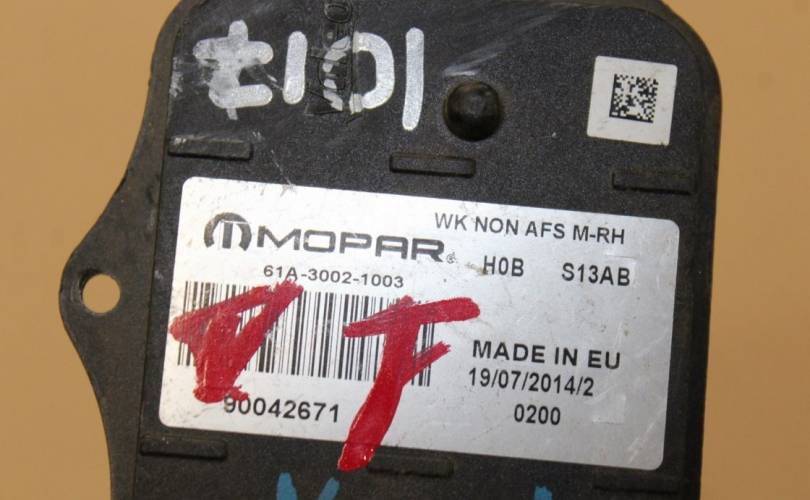 1017
WK NON AFS M-RH
MOPAR
H0B S13AB
61A-3002-1003
MADE IN EU
19/07/2014/2
90042671
0200